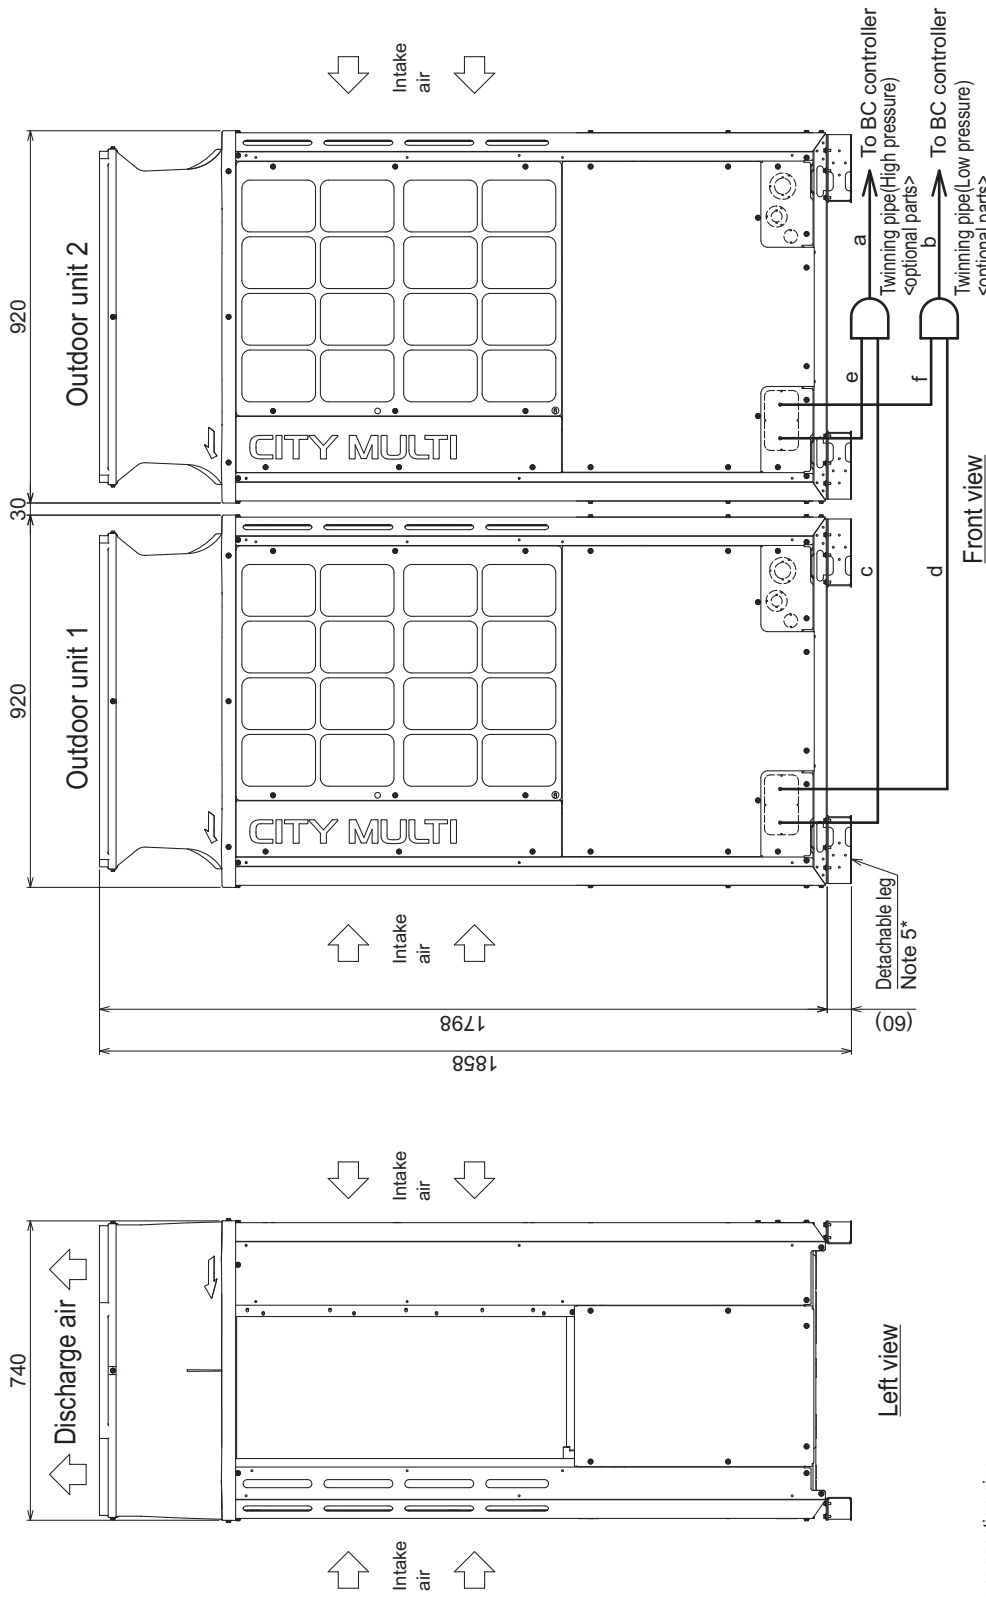 920
30
920
Outdoor unit 1
Outdoor unit 2
CITY MULTI
CITY MULTI
Intake
air
Intake
air
1798
1858
(60)
Detachable leg
Note 5*
c
d
e
f
a
b
To BC controller
Twinning pipe(High pressure)
<optional parts>
To BC controller
Twinning pipe(Low pressure)
<optional parts>
Front view
740
Discharge air
Intake
air
Intake
air
Left view